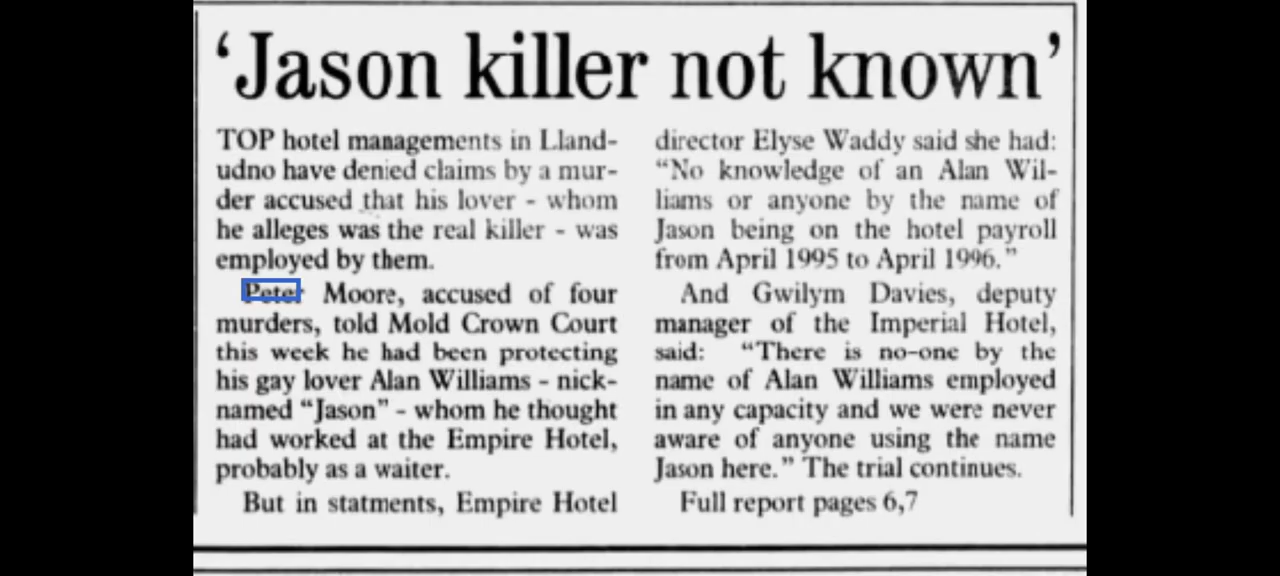 ‘Jason killer not known’
TOP hotel managements in Lland-
udno have denied claims by a mur-
der accused that his lover - whom
he alleges was the real killer - was
employed by them.
Peter Moore, accused of four
murders, told Mold Crown Court
this week he had been protecting
his gay lover Alan Williams - nick-
named “Jason” - whom he thought
had worked at the Empire Hotel,
probably as a waiter.
But in statments, Empire Hotel
director Elyse Waddy said she had:
“No knowledge of an Alan Wil-
liams or anyone by the name of
Jason being on the hotel payroll
from April 1995 to April 1996.”
And Gwilym Davies, deputy
manager of the Imperial Hotel,
said: “There is no-one by the
name of Alan Williams employed
in any capacity and we were never
aware of anyone using the name
Jason here.” The trial continues.
Full report pages 6,7